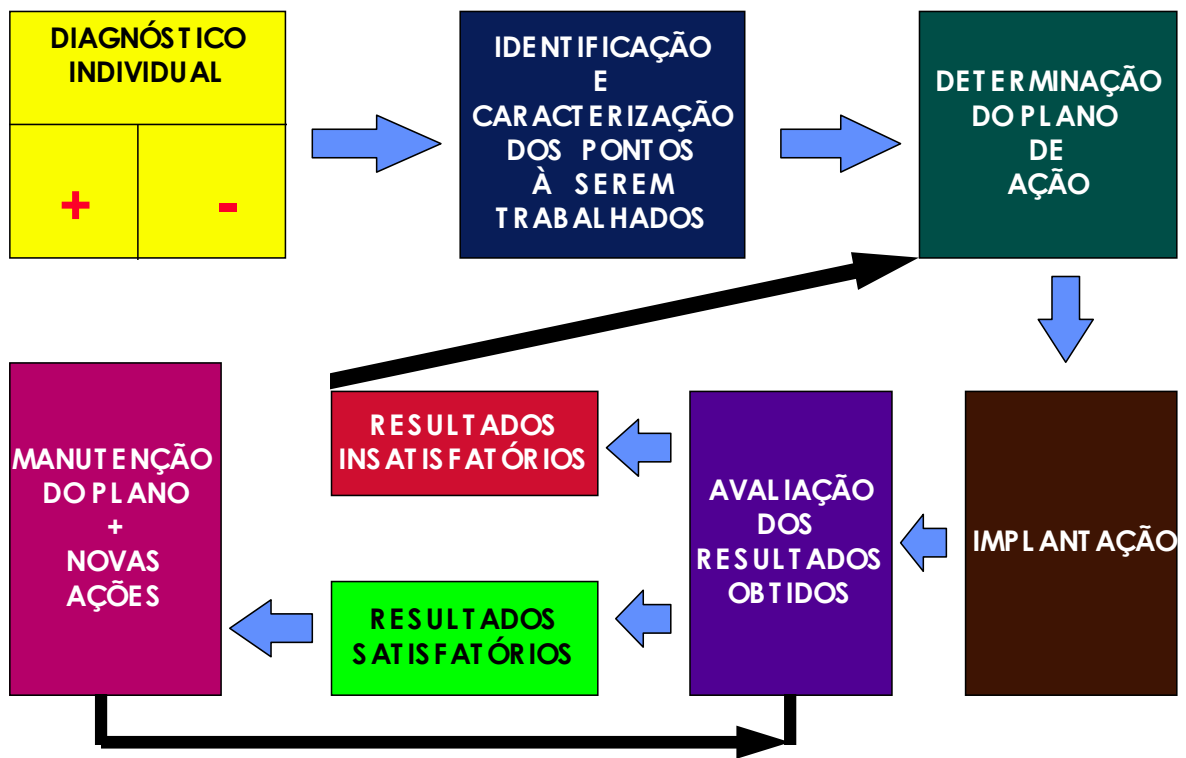 DIAGNÓSTICO
INDIVIDUAL
+ -
IDENTIFICAÇÃO
E
CARACTERIZAÇÃO
DOS PONTOS
À SEREM
TRABALHADOS
DETERMINAÇÃO
DO PLANO
DE
AÇÃO
IMPLANTAÇÃO
AVALIAÇÃO
DOS
RESULTADOS
OBTIDOS
RESULTADOS
INSATISFATÓRIOS
RESULTADOS
SATISFATÓRIOS
MANUTENÇÃO
DO PLANO
+
NOVAS
AÇÕES